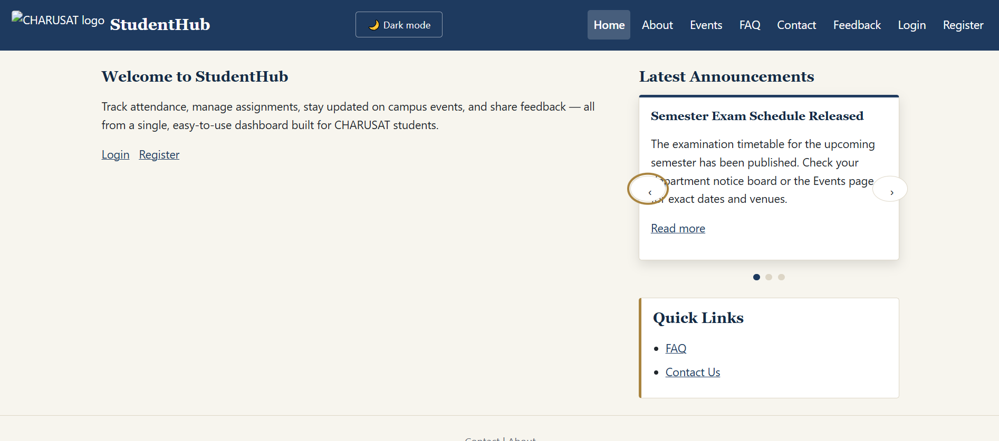 CHARUSAT logo StudentHub
🌙 Dark mode
Home About Events FAQ Contact Feedback Login Register
Welcome to StudentHub
Track attendance, manage assignments, stay updated on campus events, and share feedback — all
from a single, easy-to-use dashboard built for CHARUSAT students.
Login Register
Latest Announcements
Semester Exam Schedule Released
The examination timetable for the upcoming
semester has been published. Check your
department notice board or the Events page
for exact dates and venues.
‹
›
Read more
Quick Links
• FAQ
• Contact Us
Contact | About